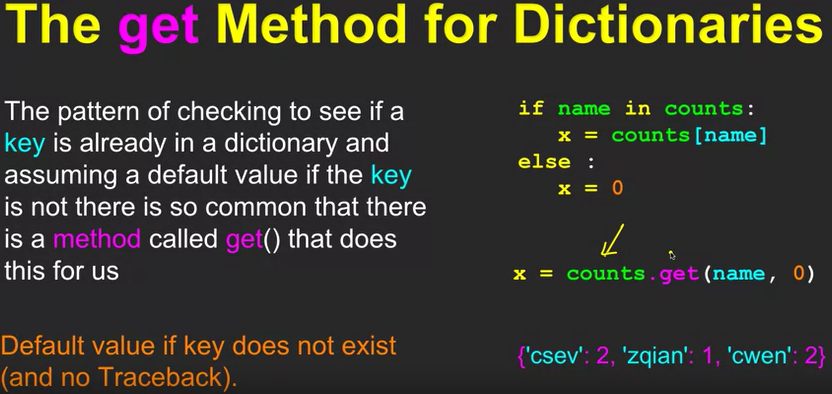 The get Method for Dictionaries
The pattern of checking to see if a
key is already in a dictionary and
assuming a default value if the key
is not there is so common that there
is a method called get() that does
this for us
Default value if key does not exist
(and no Traceback).
if name in counts:
    x = counts[name]
else :
    x = 0
x = counts.get(name, 0)
{'csev': 2, 'zqian': 1, 'cwen': 2}